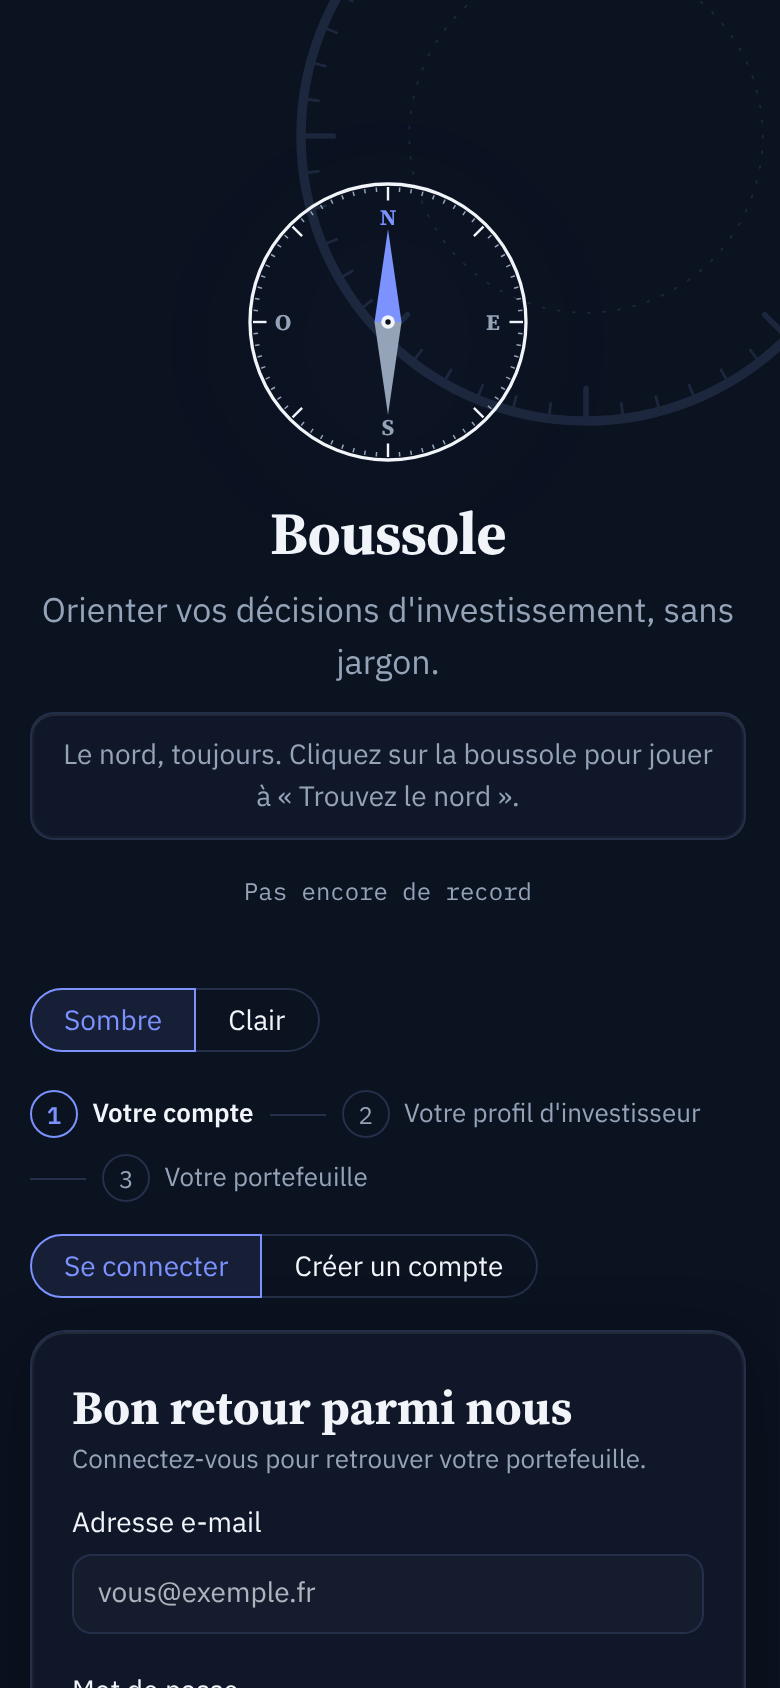 N
O
E
S
Boussole
Orienter vos décisions d'investissement, sans
jargon.
Le nord, toujours. Cliquez sur la boussole pour jouer
à « Trouvez le nord ».
Pas encore de record
Sombre
Clair
1 Votre compte
2 Votre profil d'investisseur
3 Votre portefeuille
Se connecter
Créer un compte
Bon retour parmi nous
Connectez-vous pour retrouver votre portefeuille.
Adresse e-mail
vous@exemple.fr